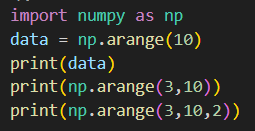 import numpy as np
data = np.arange(10)
print(data)
print(np.arange(3,10))
print(np.arange(3,10,2))